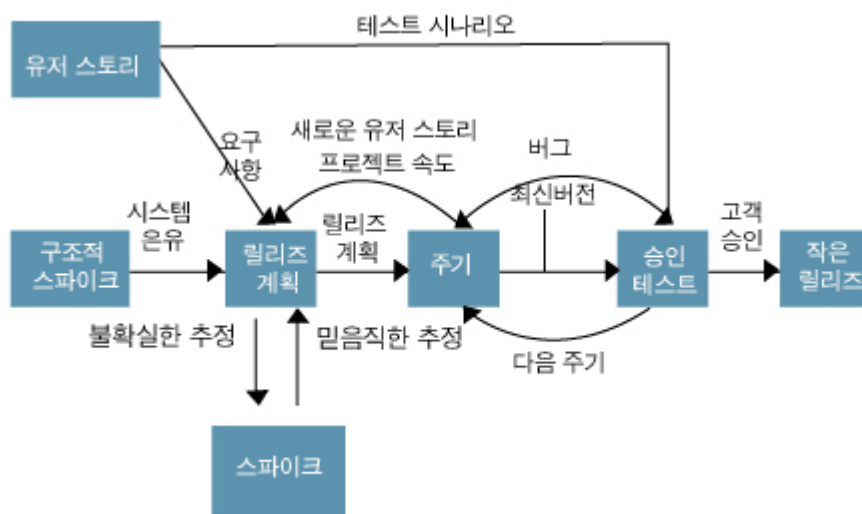 테스트 시나리오
유저 스토리
요구
사항
새로운 유저 스토리
프로젝트 속도
버그
최신버전
시스템
은유
릴리즈
계획
고객
승인
구조적
스파이크
릴리즈
계획
주기
승인
테스트
작은
릴리즈
불확실한 추정
믿음직한 추정
다음 주기
스파이크